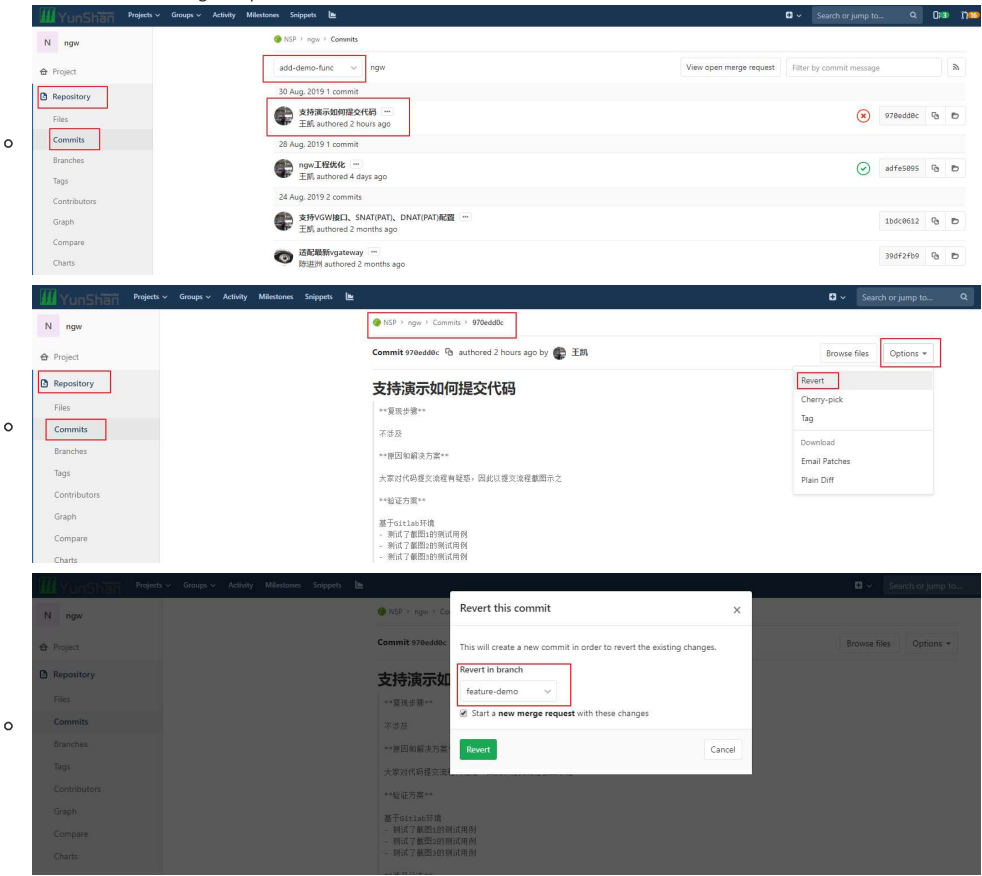 YunShan Projects Groups Activity Milestones Snippets Search or jump to...
N ngw
NSP › ngw › Commits
Project
add-demo-func ngw View open merge request Filter by commit message
Repository
30 Aug, 2019 1 commit
Files
支持演示如何提交代码 ...
970edd0c
王凯 authored 2 hours ago
Commits
28 Aug, 2019 1 commit
Branches
ngw工程优化 ...
adfe5095
王凯 authored 4 days ago
Tags
24 Aug, 2019 2 commits
Contributors
支持VGW接口、SNAT(PAT)、DNAT(PAT)配置 ...
1bdc0612
王凯 authored 2 months ago
Graph
Compare
适配最新vgateway ...
39df2fb9
陈进洲 authored 2 months ago
Charts
YunShan Projects Groups Activity Milestones Snippets Search or jump to...
N ngw
NSP › ngw › Commits › 970edd0c
Project
Commit 970edd0c authored 2 hours ago by 王凯 Browse files Options
Repository
支持演示如何提交代码
Revert
Cherry-pick
Tag
Download
Email Patches
Plain Diff
Files
**复现步骤**
Commits
不涉及
Branches
**原因和解决方案**
Tags
大家对代码提交流程有疑惑，因此以提交流程截图示之
Contributors
**验证方案**
Graph
基于Gitlab环境
Compare
- 测试了截图1的测试用例
- 测试了截图2的测试用例
Charts
- 测试了截图3的测试用例
YunShan Projects Groups Activity Milestones Snippets Search or jump to...
N ngw
NSP › ngw › Co
Revert this commit ×
Project
Commit 970edd0c
This will create a new commit in order to revert the existing changes.
Browse files Options
Repository
支持演示如
Revert in branch
feature-demo
Files
**复现步骤**
Start a new merge request with these changes
Commits
不涉及
Branches
**原因和解决方案*
Revert Cancel
Tags
大家对代码提交流
Contributors
**验证方案**
Graph
基于Gitlab环境
Compare
- 测试了截图1的测试用例
- 测试了截图2的测试用例
Charts
- 测试了截图3的测试用例